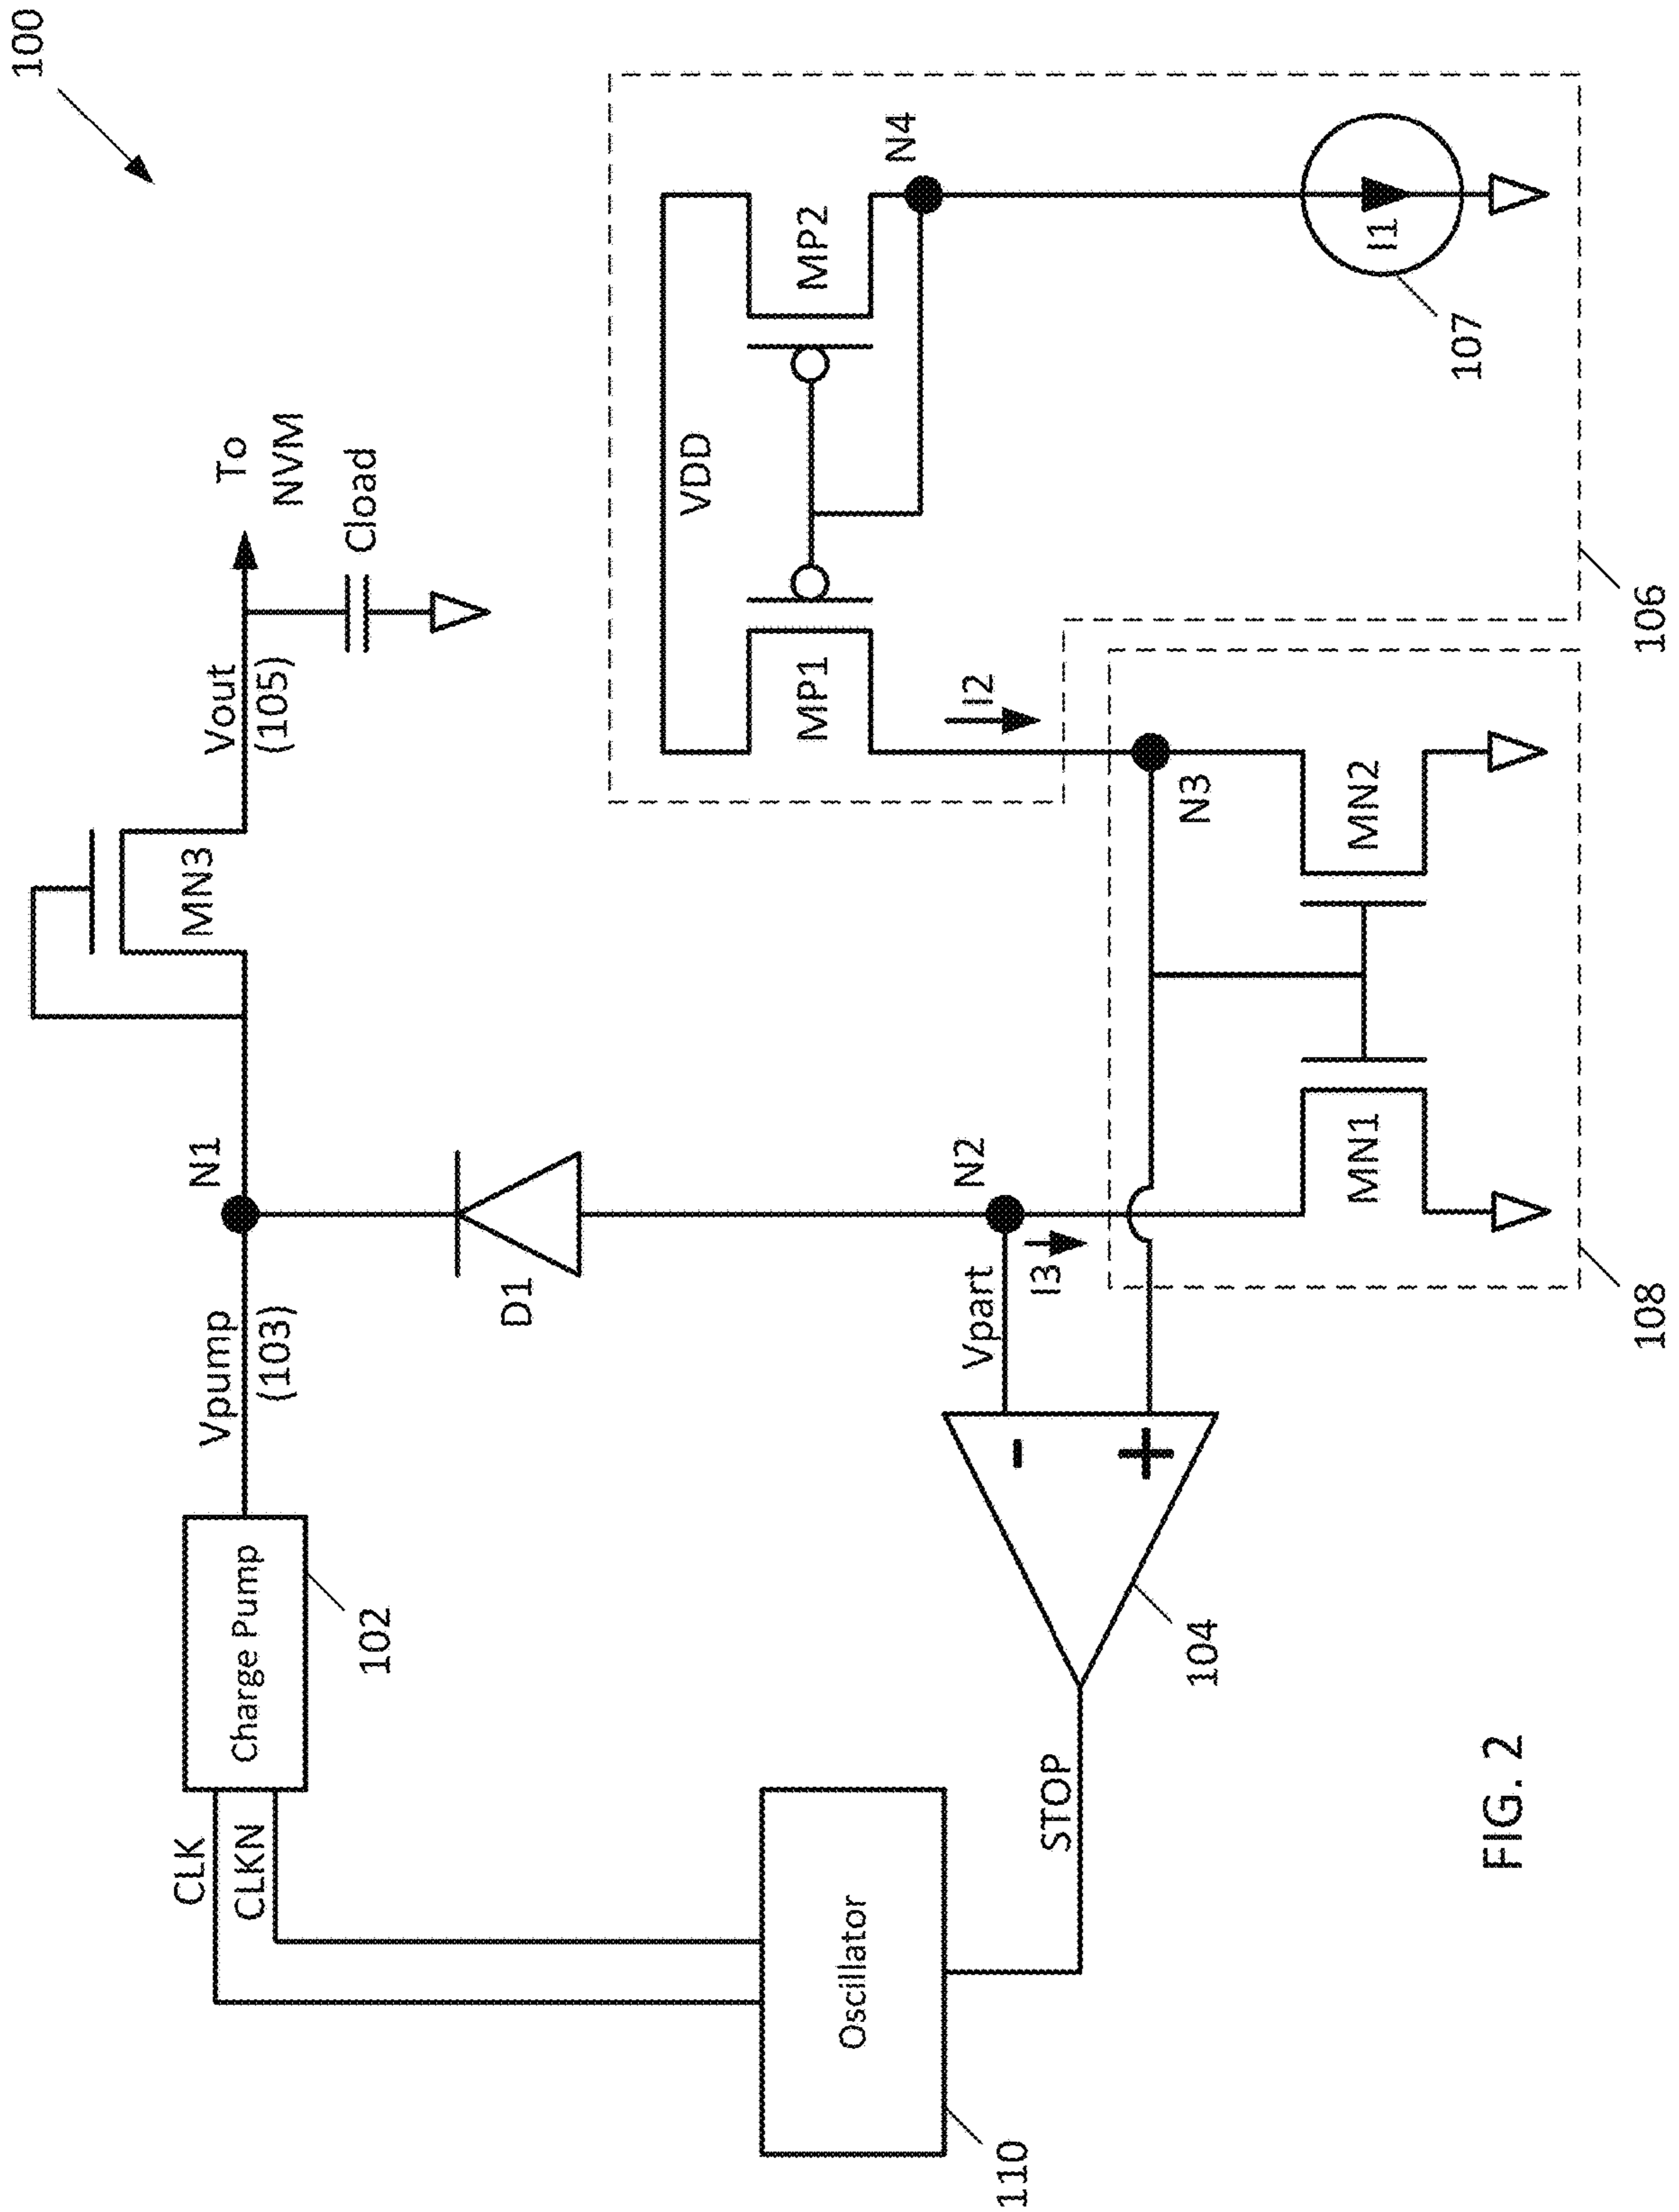 100
CLK
CLKN
Charge Pump
102
Vpump
(103)
N1
MN3
Vout
(105)
To
NVM
Cload
D1
VDD
MP1
MP2
N4
I2
Oscillator
110
STOP
104
-
+
Vpart
N2
I3
N3
MN1
MN2
I1
107
108
106
FIG. 2